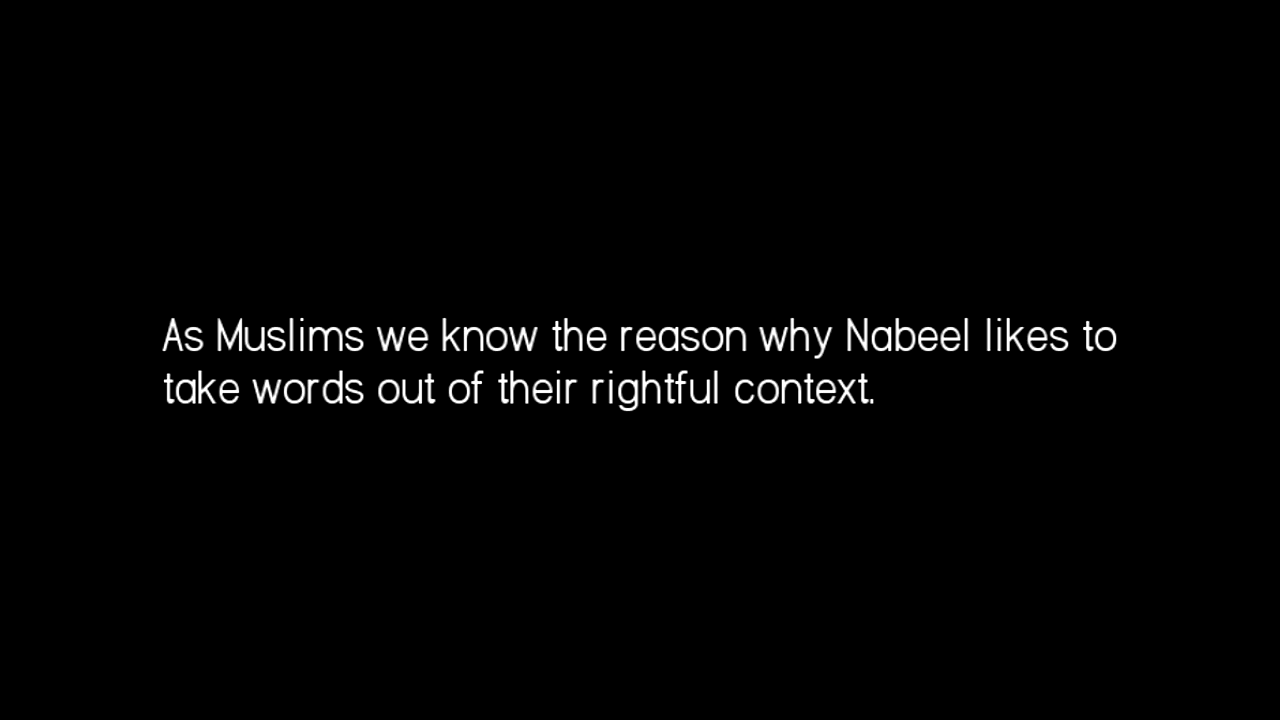 As Muslims we know the reason why Nabeel likes to
take words out of their rightful context.